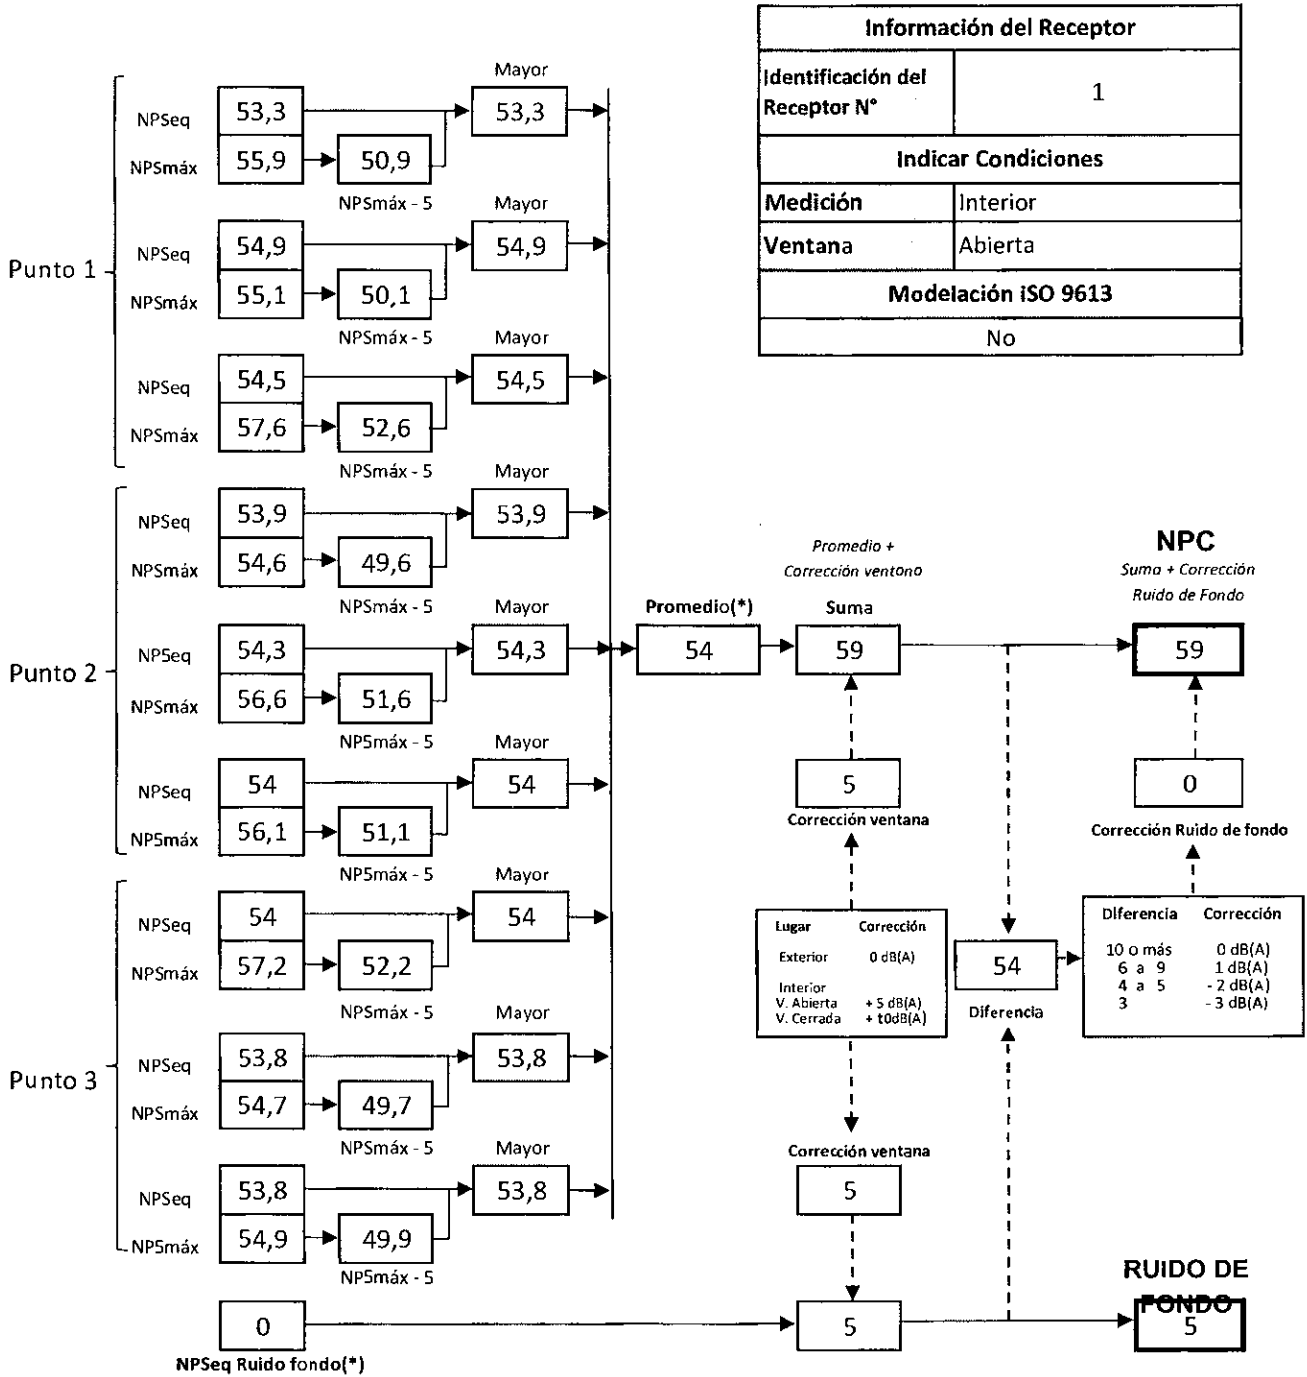 Información del Receptor
Identificación del
Receptor N°
1
Indicar Condiciones
Medición
Interior
Ventana
Abierta
Modelación iSO 9613
No
Punto 1
NPSeq
53,3
Mayor
53,3
NPSmáx
55,9
50,9
NPSmáx - 5
NPSeq
54,9
Mayor
54,9
NPSmáx
55,1
50,1
NPSmáx - 5
NPSeq
54,5
Mayor
54,5
NPSmáx
57,6
52,6
NPSmáx - 5
Punto 2
NPSeq
53,9
Mayor
53,9
NPSmáx
54,6
49,6
NPSmáx - 5
NP5eq
54,3
Mayor
54,3
NPSmáx
56,6
51,6
NP5máx - 5
NPSeq
54
Mayor
54
NP5máx
56,1
51,1
NP5máx - 5
Punto 3
NPSeq
54
Mayor
54
NPSmáx
57,2
52,2
NPSmáx - 5
NPSeq
53,8
Mayor
53,8
NPSmáx
54,7
49,7
NPSmáx - 5
NPSeq
53,8
Mayor
53,8
NP5máx
54,9
49,9
NP5máx - 5
0
NPSeq Ruido fondo(*)
Promedio(*)
54
Promedio +
Corrección ventono
Suma
59
5
Corrección ventana
Lugar Corrección
Exterior 0 dB(A)
Interior
V. Abierta + 5 dB(A)
V. Cerrada + t0dB(A)
Corrección ventana
5
5
54
Diferencia
NPC
Suma + Corrección
Ruido de Fondo
59
0
Corrección Ruido de fondo
Diferencia Corrección
10 o más 0 dB(A)
6 a 9 1 dB(A)
4 a 5 - 2 dB(A)
3 - 3 dB(A)
RUIDO DE
FONDO
5